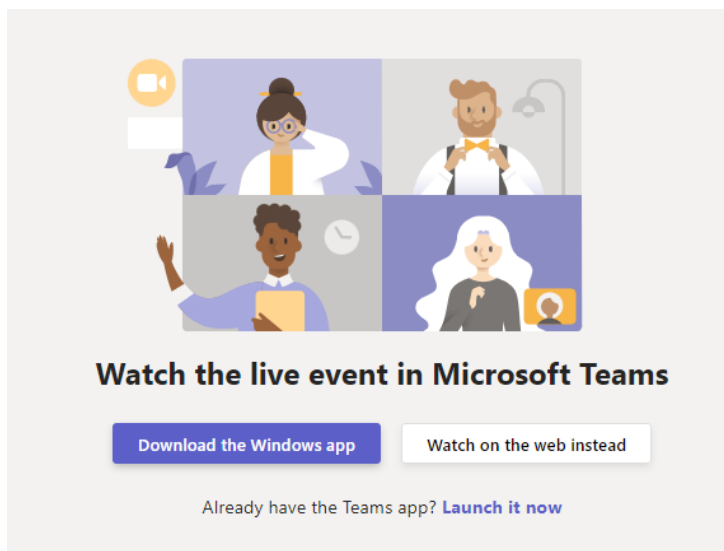 Watch the live event in Microsoft Teams
Download the Windows app
Watch on the web instead
Already have the Teams app? Launch it now